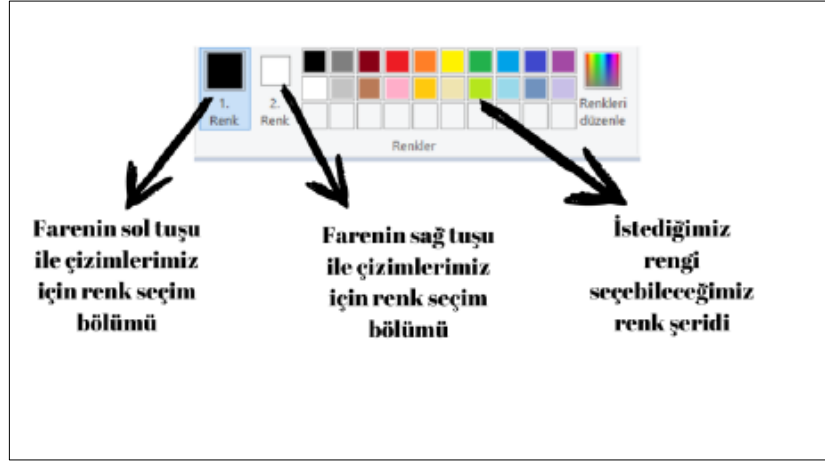 1.
Renk
2.
Renk
Renkleri
düzenle
Renkler
Farenin sol tuşu
ile çizimlerimiz
için renk seçim
bölümü
Farenin sağ tuşu
ile çizimlerimiz
için renk seçim
bölümü
İstediğimiz
rengi
seçebileceğimiz
renk şeridi